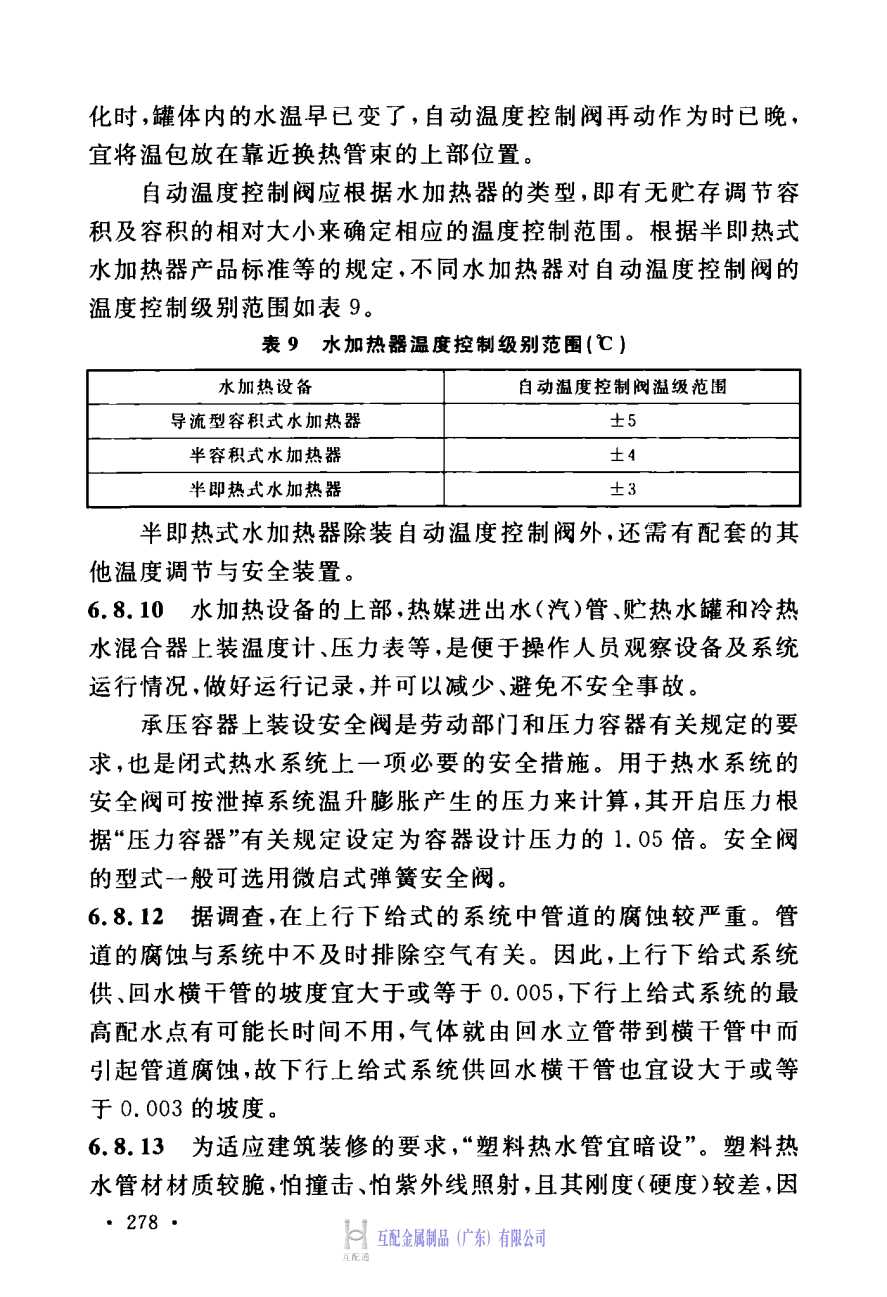 化时,罐体内的水温早已变了,自动温度控制阀再动作为时已晚,
宜将温包放在靠近换热管束的上部位置。
自动温度控制阀应根据水加热器的类型,即有无贮存调节容
积及容积的相对大小来确定相应的温度控制范围。根据半即热式
水加热器产品标准等的规定,不同水加热器对自动温度控制阀的
温度控制级别范围如表 9。
表 9 水加热器温度控制级别范围(℃)
水加热设备 自动温度控制阀温级范围
导流型容积式水加热器 ±5
半容积式水加热器 ±4
半即热式水加热器 ±3
半即热式水加热器除装自动温度控制阀外,还需有配套的其
他温度调节与安全装置。
6.8.10 水加热设备的上部,热媒进出水(汽)管、贮热水罐和冷热
水混合器上装温度计、压力表等,是便于操作人员观察设备及系统
运行情况,做好运行记录,并可以减少、避免不安全事故。
承压容器上装设安全阀是劳动部门和压力容器有关规定的要
求,也是闭式热水系统上一项必要的安全措施。用于热水系统的
安全阀可按泄掉系统温升膨胀产生的压力来计算,其开启压力根
据“压力容器”有关规定设定为容器设计压力的 1.05 倍。安全阀
的型式一般可选用微启式弹簧安全阀。
6.8.12 据调查,在上行下给式的系统中管道的腐蚀较严重。管
道的腐蚀与系统中不及时排除空气有关。因此,上行下给式系统
供、回水横干管的坡度宜大于或等于 0.005,下行上给式系统的最
高配水点有可能长时间不用,气体就由回水立管带到横干管中而
引起管道腐蚀,故下行上给式系统供回水横干管也宜设大于或等
于 0.003 的坡度。
6.8.13 为适应建筑装修的要求,“塑料热水管宜暗设”。塑料热
水管材材质较脆,怕撞击、怕紫外线照射,且其刚度(硬度)较差,因
· 278 ·
互配金属制品(广东)有限公司
互配通